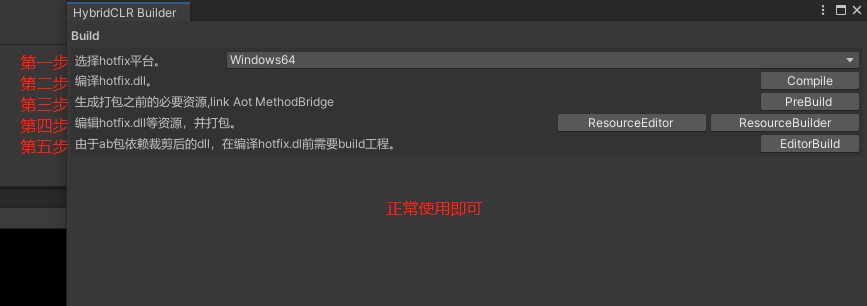 HybridCLR Builder
Build
第一步 选择hotfix平台。 Windows64
第二步 编译hotfix.dll。 Compile
第三步 生成打包之前的必要资源,link Aot MethodBridge PreBuild
第四步 编辑hotfix.dll等资源，并打包。 ResourceEditor ResourceBuilder
第五步 由于ab包依赖裁剪后的dll，在编译hotfix.dl前需要build工程。 EditorBuild
正常使用即可